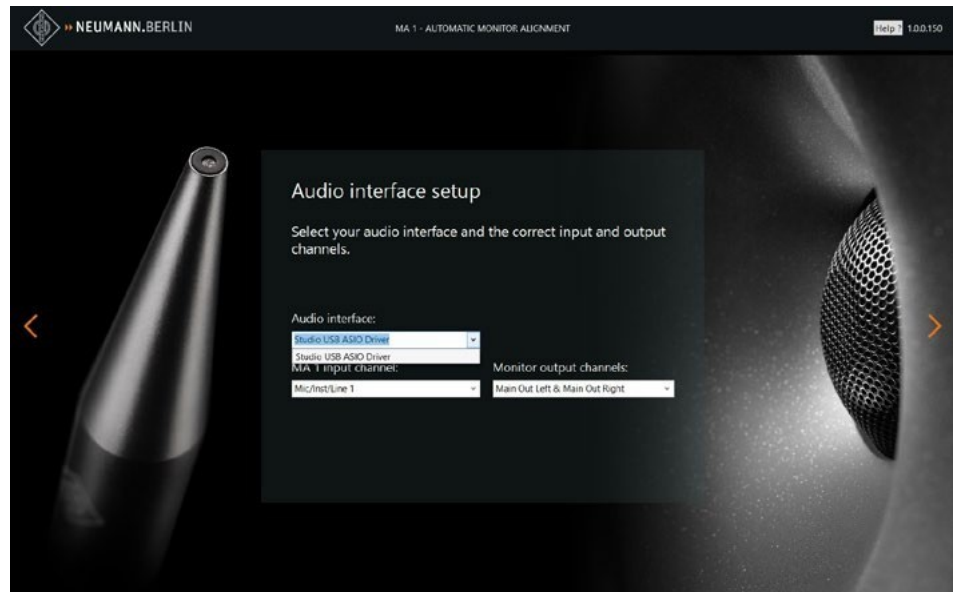 NEUMANN.BERLIN
MA 1 - AUTOMATIC MONITOR ALIGNMENT
Help ? 1.0.0.150
Audio interface setup
Select your audio interface and the correct input and output
channels.
Audio interface:
Studio USB ASIO Driver
Studio USB ASIO Driver
MA 1 input channel:
Monitor output channels:
Mic/Inst/Line 1
Main Out Left & Main Out Right